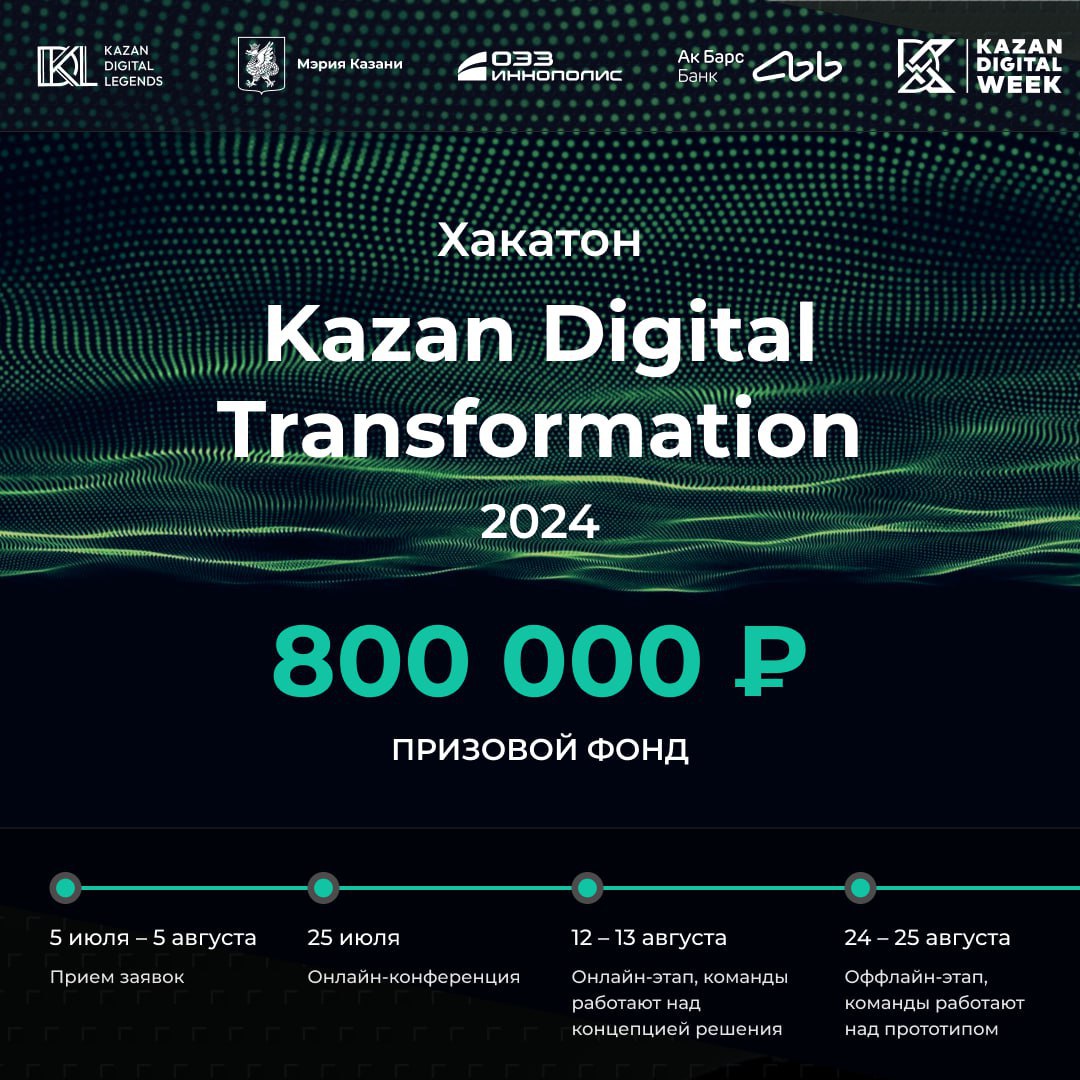 KAZAN
DIGITAL
LEGENDS
Мэрия Казани
ОЭЗ
ИННОПОЛИС
Ак Барс
Банк
KAZAN
DIGITAL
WEEK
Хакатон
Kazan Digital
Transformation
2024
800 000 ₽
ПРИЗОВОЙ ФОНД
5 июля – 5 августа
Прием заявок
25 июля
Онлайн-конференция
12 – 13 августа
Онлайн-этап, команды
работают над
концепцией решения
24 – 25 августа
Оффлайн-этап,
команды работают
над прототипом